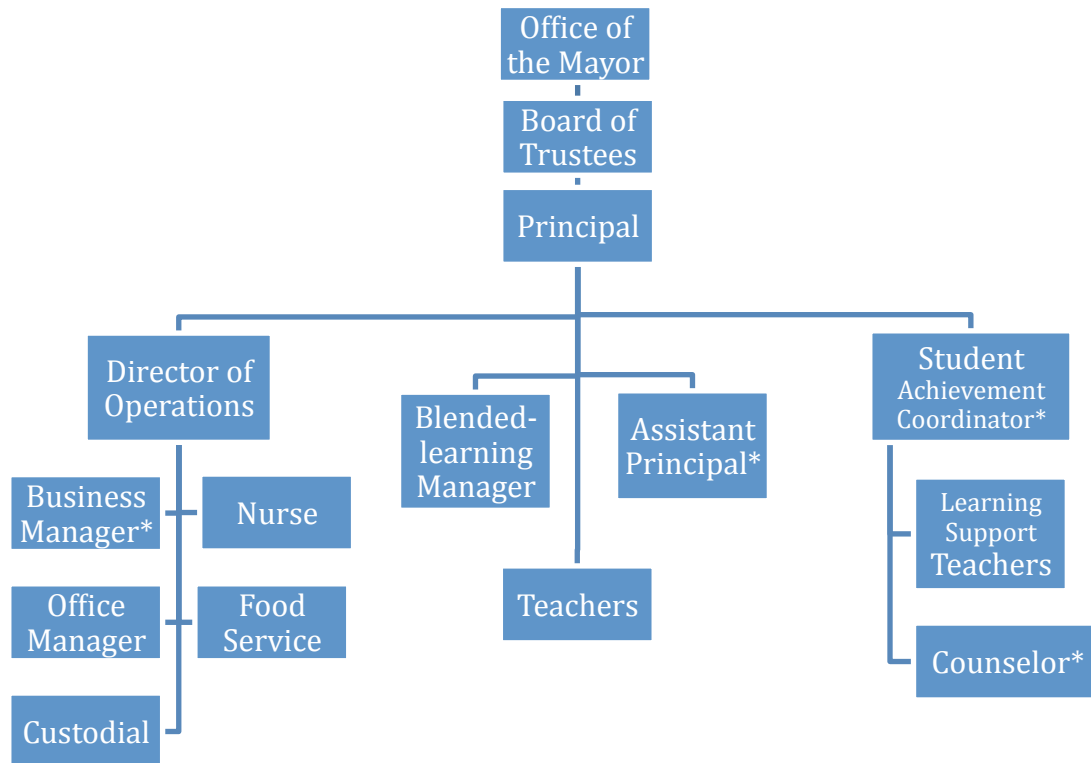 Office of
the Mayor
Board of
Trustees
Principal
Director of
Operations
Blended-
learning
Manager
Assistant
Principal*
Student
Achievement
Coordinator*
Business
Manager*
Nurse
Office
Manager
Food
Service
Custodial
Teachers
Learning
Support
Teachers
Counselor*